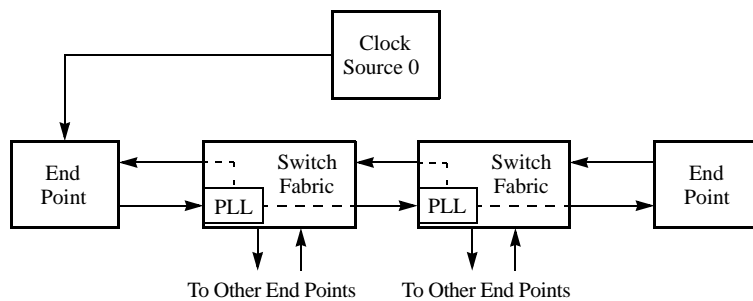 Clock
Source 0
End
Point
Switch
Fabric
PLL
Switch
Fabric
PLL
End
Point
To Other End Points
To Other End Points